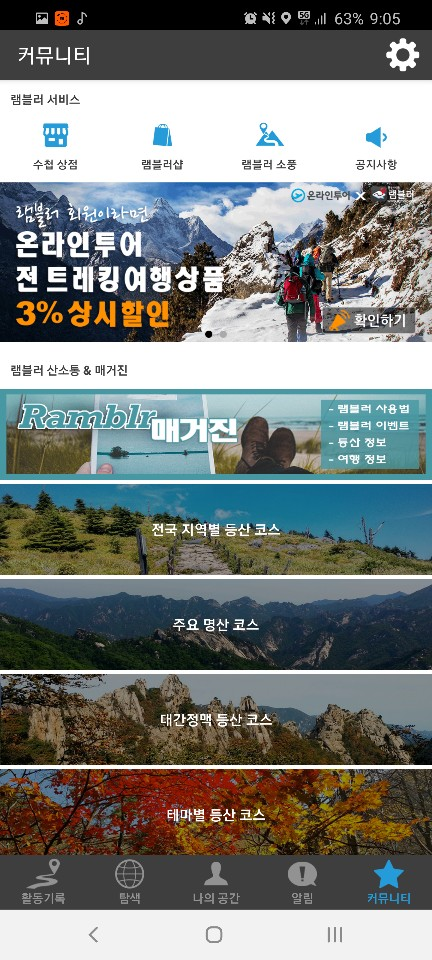 63% 9:05
커뮤니티
램블러 서비스
수첩 상점
램블러샵
램블러 소풍
공지사항
온라인투어 × 램블러
램블러 회원이라면
온라인투어
전 트레킹여행상품
3% 상시할인
확인하기
램블러 산소통 & 매거진
Ramblr 매거진
- 램블러 사용법
- 램블러 이벤트
- 등산 정보
- 여행 정보
전국 지역별 등산 코스
주요 명산 코스
대간정맥 등산 코스
테마별 등산 코스
활동기록
탐색
나의 공간
알림
커뮤니티